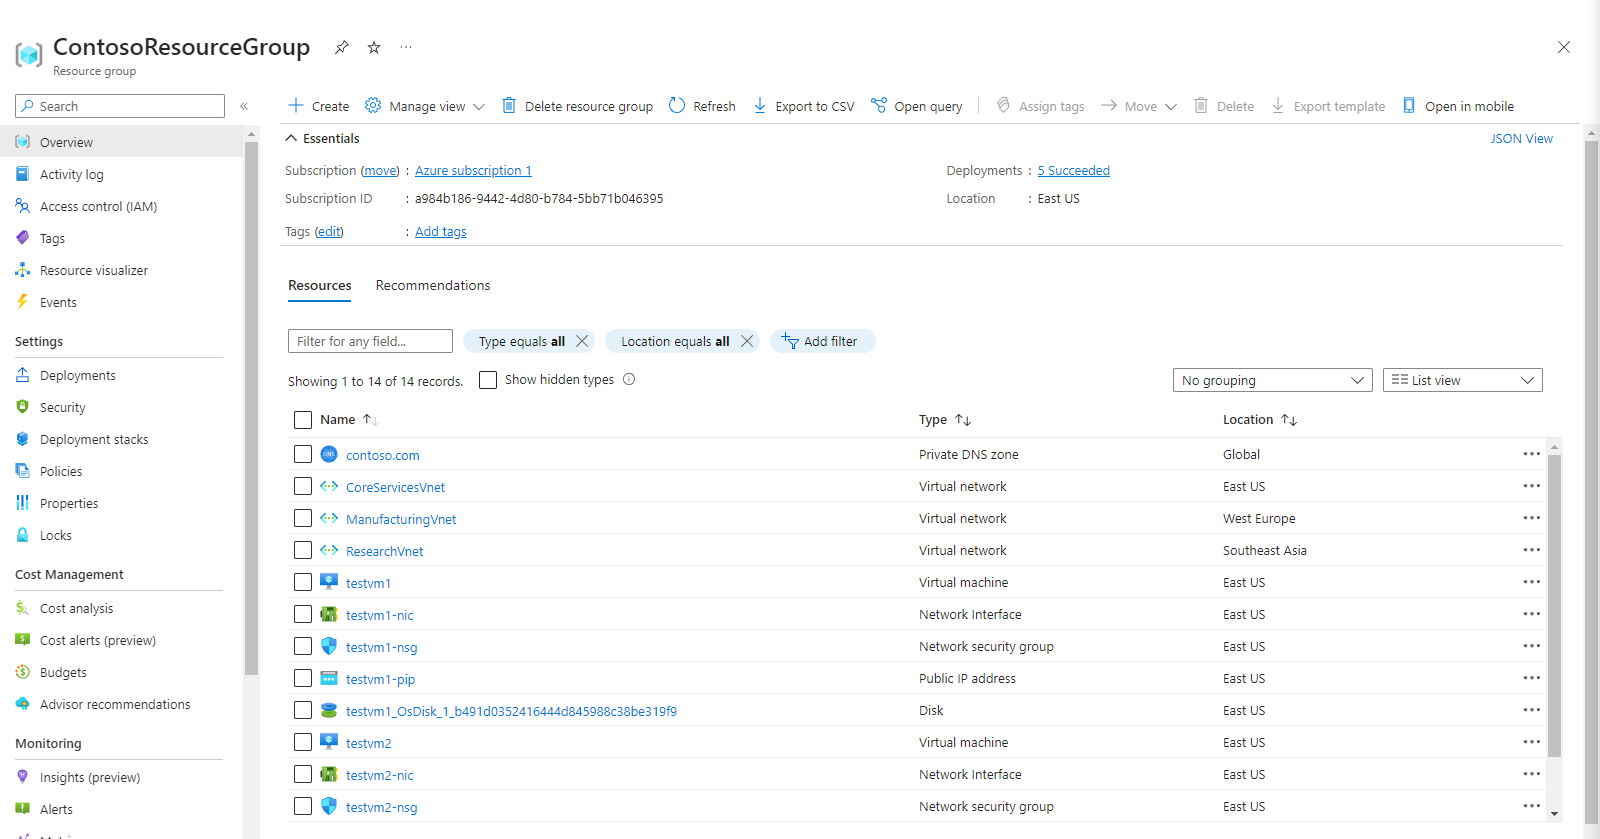 ContosoResourceGroup
Resource group
Search
Create Manage view Delete resource group Refresh Export to CSV Open query Assign tags Move Delete Export template Open in mobile
Overview
Activity log
Access control (IAM)
Tags
Resource visualizer
Events
Settings
Deployments
Security
Deployment stacks
Policies
Properties
Locks
Cost Management
Cost analysis
Cost alerts (preview)
Budgets
Advisor recommendations
Monitoring
Insights (preview)
Alerts
Essentials
JSON View
Subscription (move) : Azure subscription 1
Deployments : 5 Succeeded
Subscription ID : a984b186-9442-4d80-b784-5bb71b046395
Location : East US
Tags (edit) : Add tags
Resources Recommendations
Filter for any field... Type equals all Location equals all Add filter
Showing 1 to 14 of 14 records. Show hidden types No grouping List view
Name Type Location
contoso.com Private DNS zone Global
CoreServicesVnet Virtual network East US
ManufacturingVnet Virtual network West Europe
ResearchVnet Virtual network Southeast Asia
testvm1 Virtual machine East US
testvm1-nic Network Interface East US
testvm1-nsg Network security group East US
testvm1-pip Public IP address East US
testvm1_OsDisk_1_b491d0352416444d845988c38be319f9 Disk East US
testvm2 Virtual machine East US
testvm2-nic Network Interface East US
testvm2-nsg Network security group East US